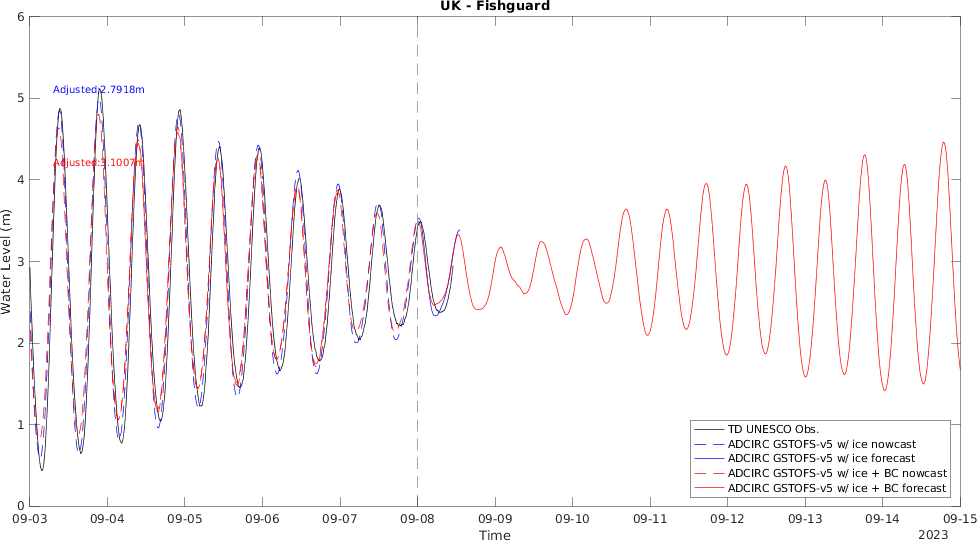 UK - Fishguard
6
5
4
3
2
1
0
Water Level (m)
Adjusted:2.7918m
Adjusted:3.1007m
TD UNESCO Obs.
ADCIRC GSTOFS-v5 w/ ice nowcast
ADCIRC GSTOFS-v5 w/ ice forecast
ADCIRC GSTOFS-v5 w/ ice + BC nowcast
ADCIRC GSTOFS-v5 w/ ice + BC forecast
09-03 09-04 09-05 09-06 09-07 09-08 09-09 09-10 09-11 09-12 09-13 09-14 09-15
Time
2023